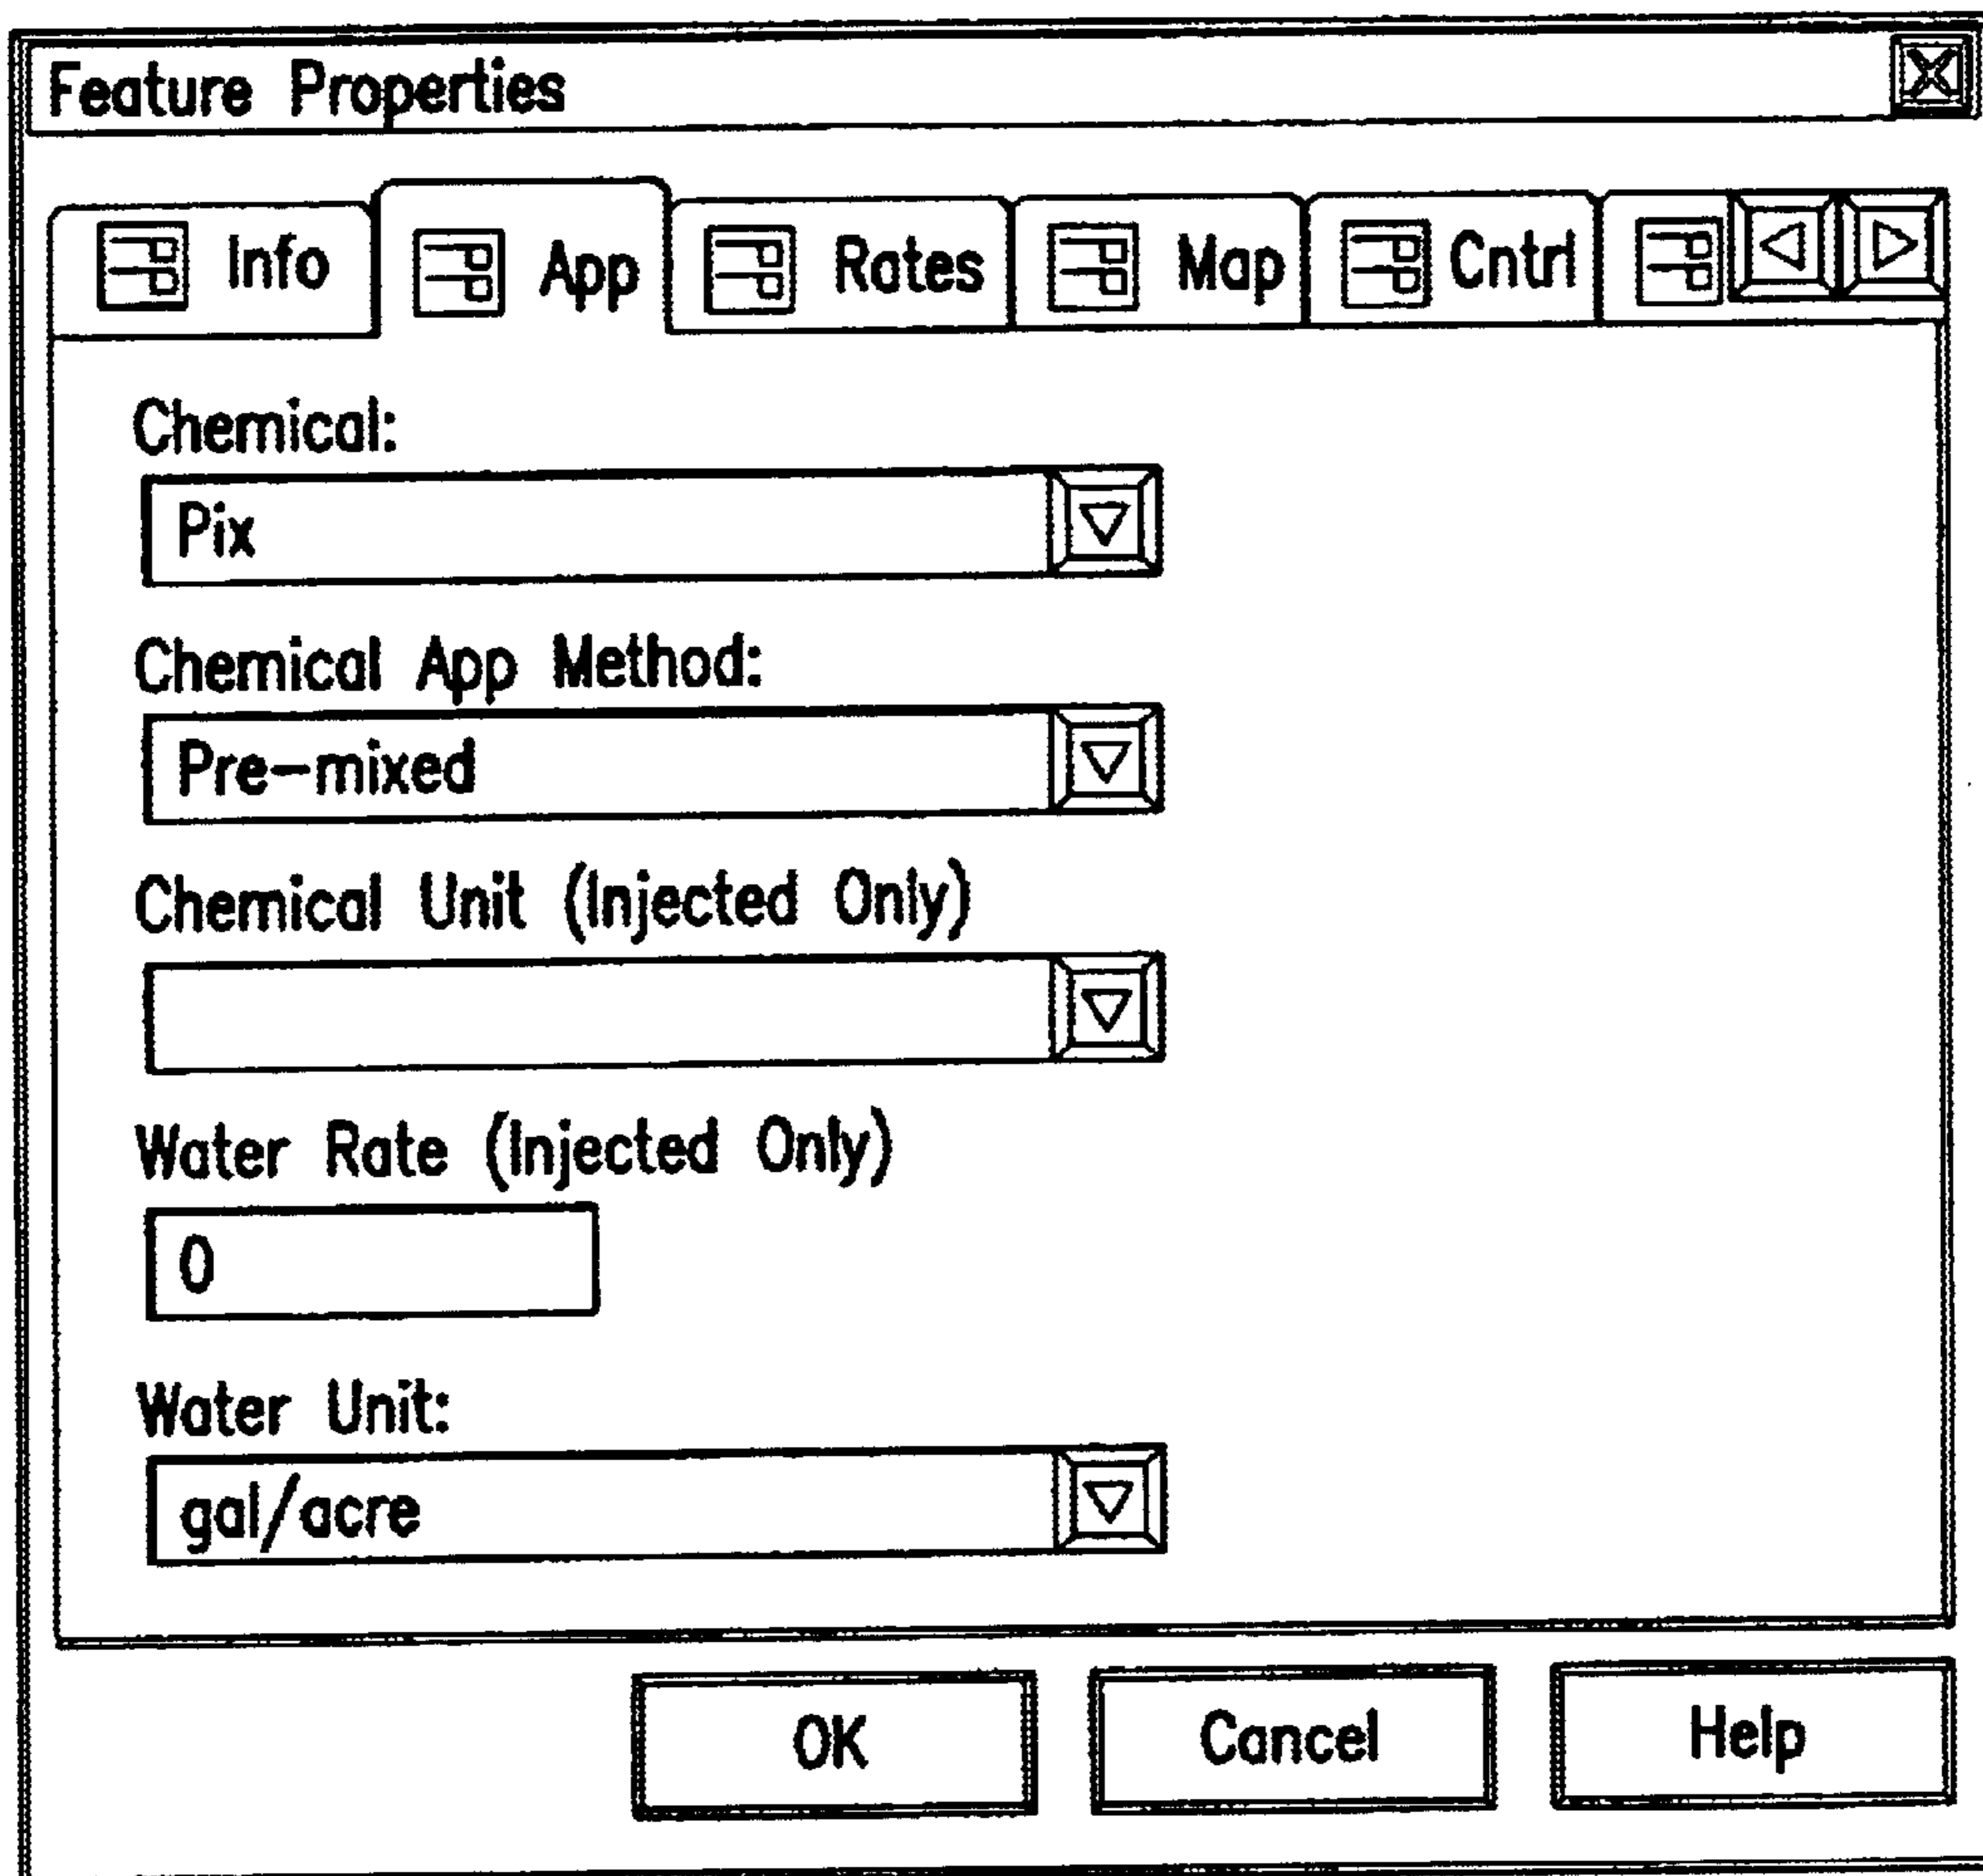 Feature Properties
Info App Rates Map Cntrl
Chemical:
Pix
Chemical App Method:
Pre-mixed
Chemical Unit (Injected Only)
Water Rate (Injected Only)
0
Water Unit:
gal/acre
OK Cancel Help